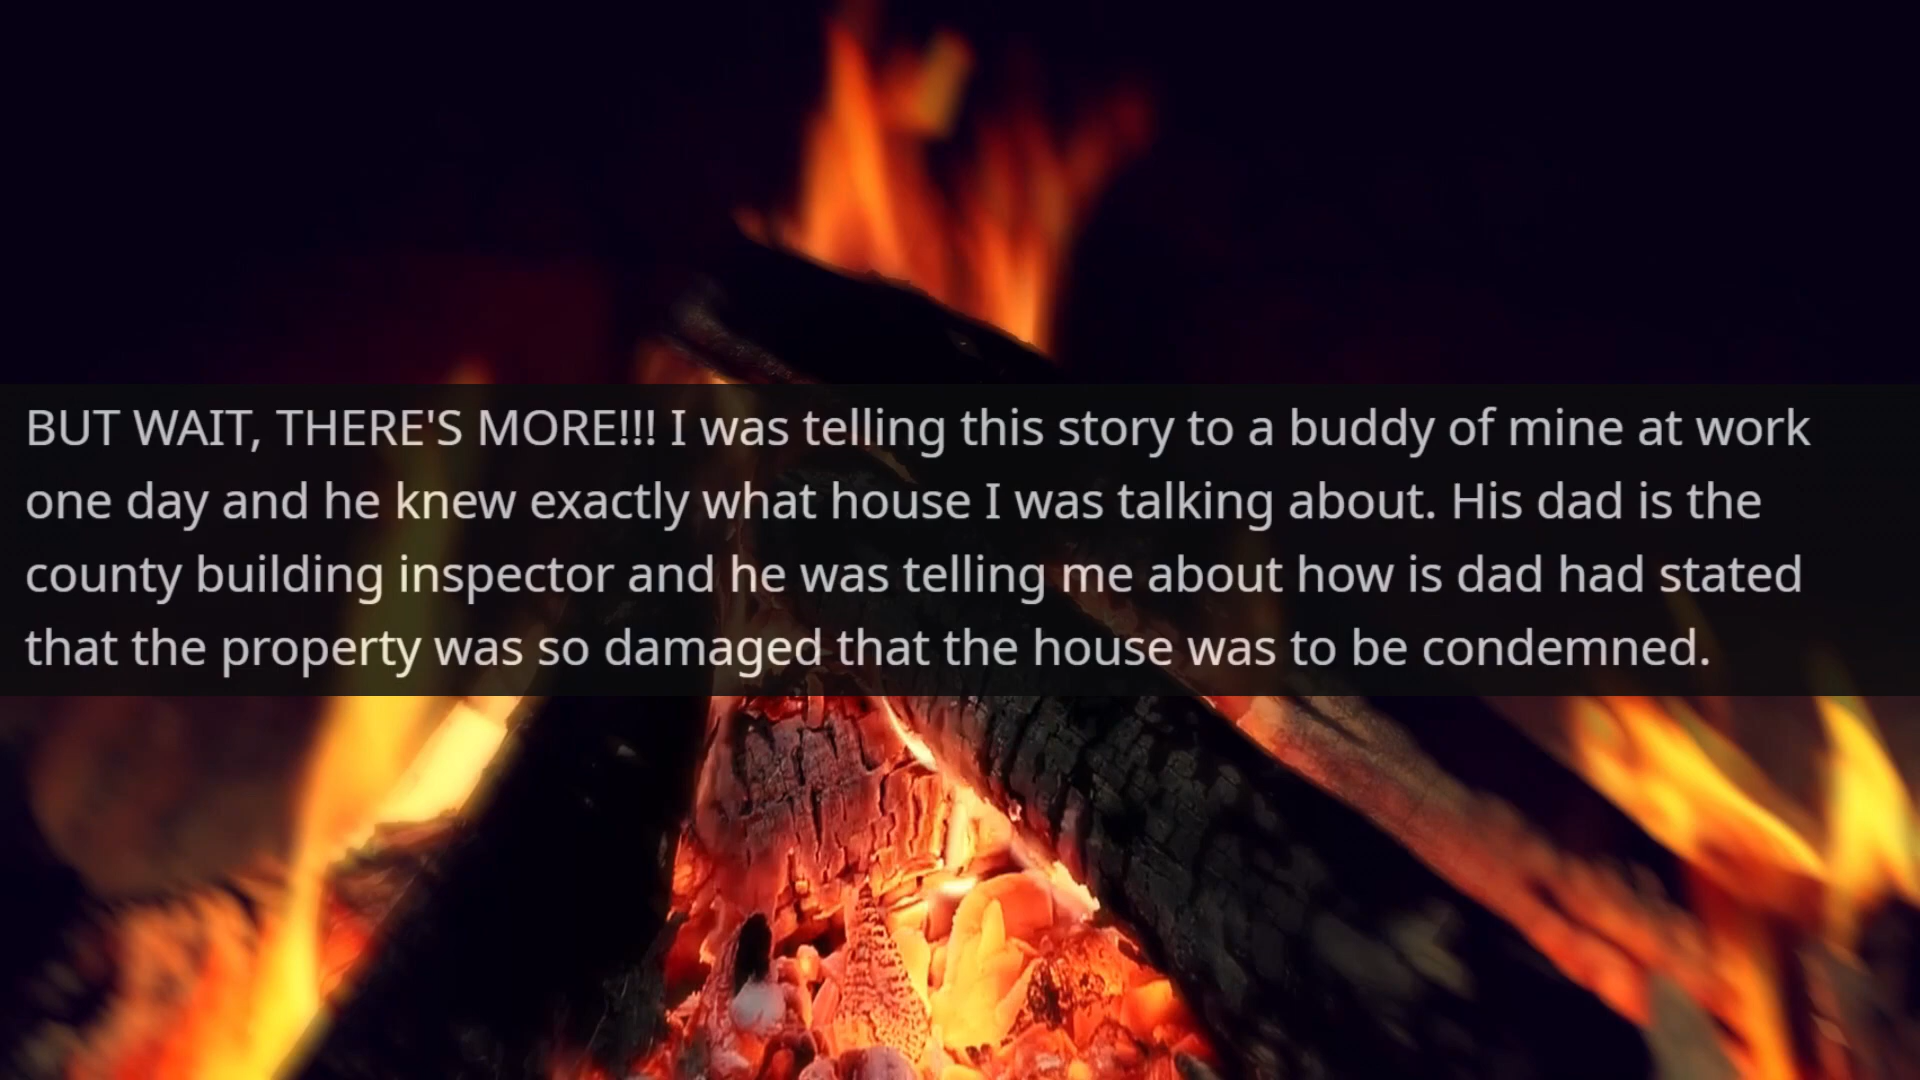 BUT WAIT, THERE'S MORE!!! I was telling this story to a buddy of mine at work
one day and he knew exactly what house I was talking about. His dad is the
county building inspector and he was telling me about how is dad had stated
that the property was so damaged that the house was to be condemned.